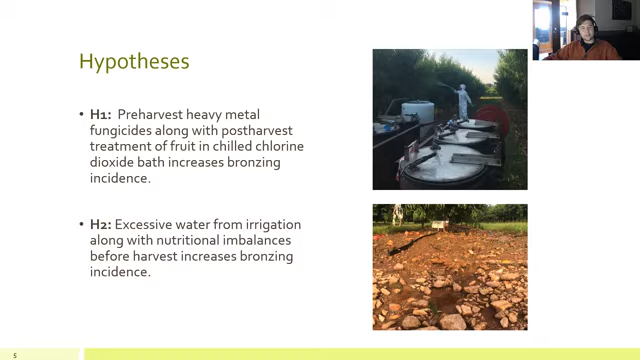 Hypotheses
• H1: Preharvest heavy metal
fungicides along with postharvest
treatment of fruit in chilled chlorine
dioxide bath increases bronzing
incidence.
• H2: Excessive water from irrigation
along with nutritional imbalances
before harvest increases bronzing
incidence.
5